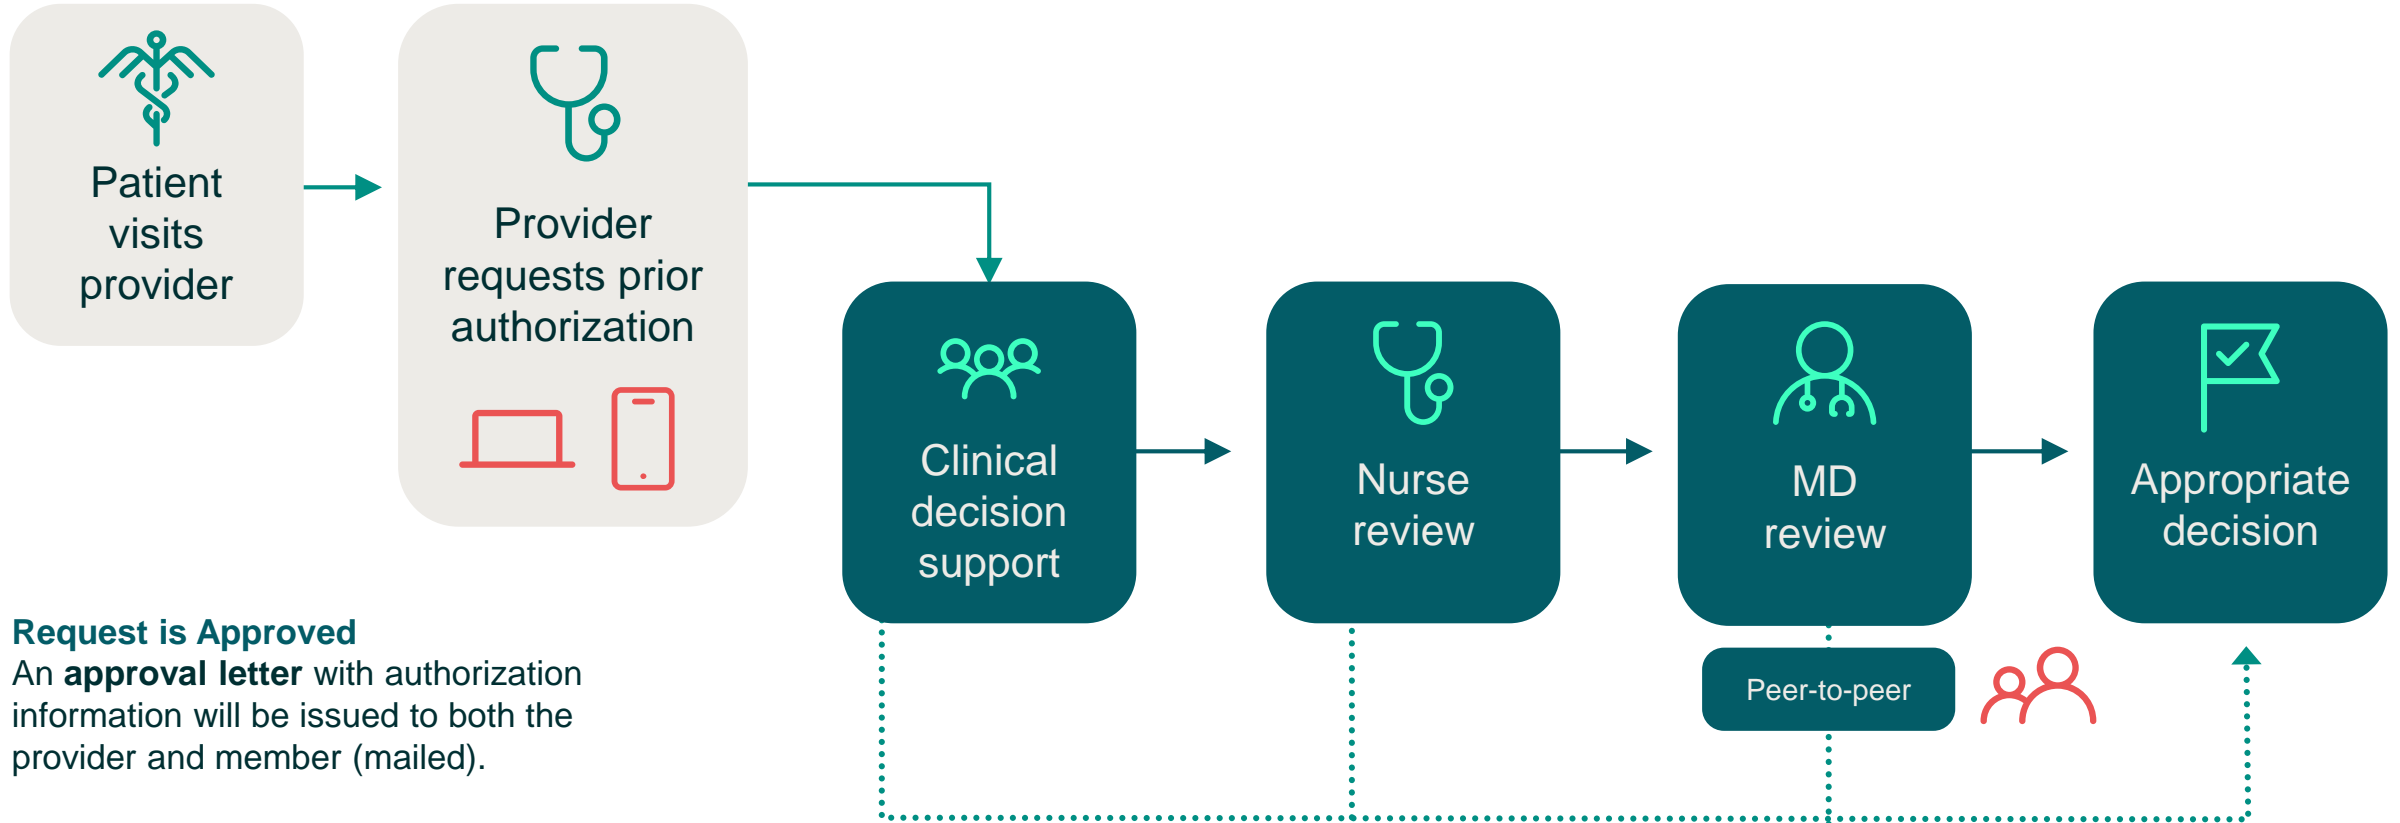 Patient
visits
provider
Provider
requests prior
authorization
Clinical
decision
support
Nurse
review
MD
review
Appropriate
decision
Peer-to-peer
Request is Approved
An approval letter with authorization
information will be issued to both the
provider and member (mailed).